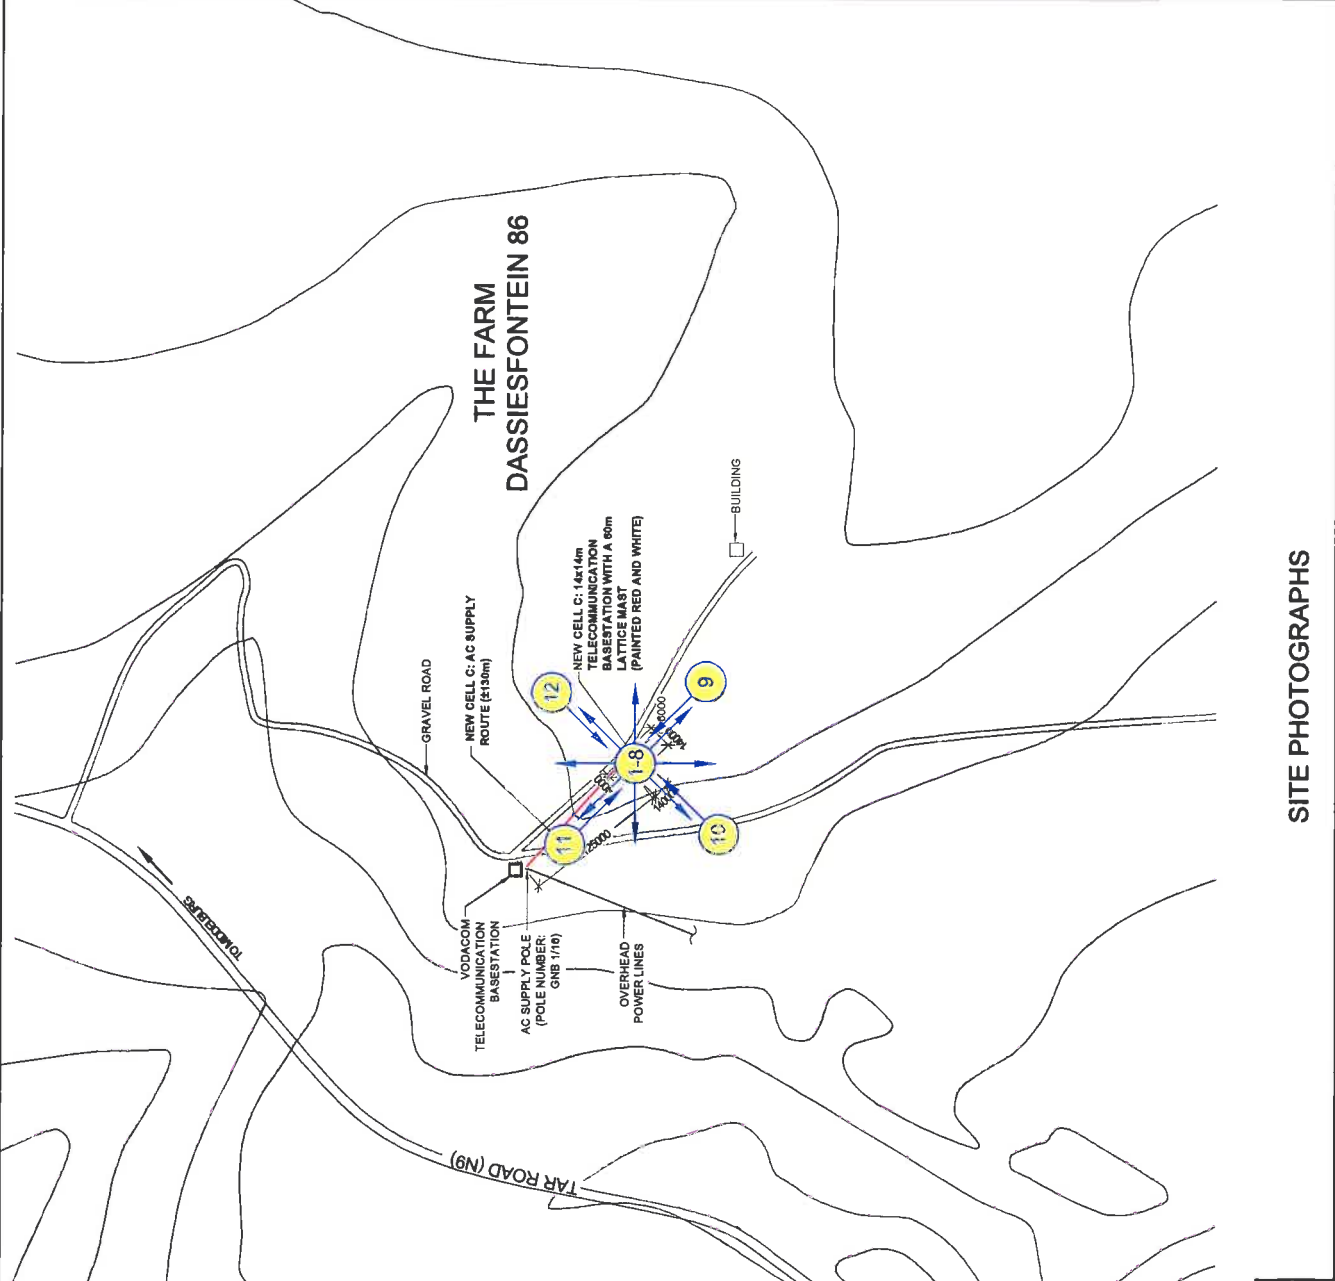 THE FARM
DASSIESFONTEIN 86
BUILDING
NEW CELL C: 14x14m
TELECOMMUNICATION
BASESTATION WITH A 60m
LATTICE MAST
(PAINTED RED AND WHITE)
NEW CELL C: AC SUPPLY
ROUTE (±130m)
GRAVEL ROAD
12
9
1-8
11
10
6000
14000
14000
25000
VODACOM
TELECOMMUNICATION
BASESTATION
AC SUPPLY POLE
(POLE NUMBER:
GNB 1/16)
OVERHEAD
POWER LINES
TO MIDDELBURG
TAR ROAD (N9)
SITE PHOTOGRAPHS